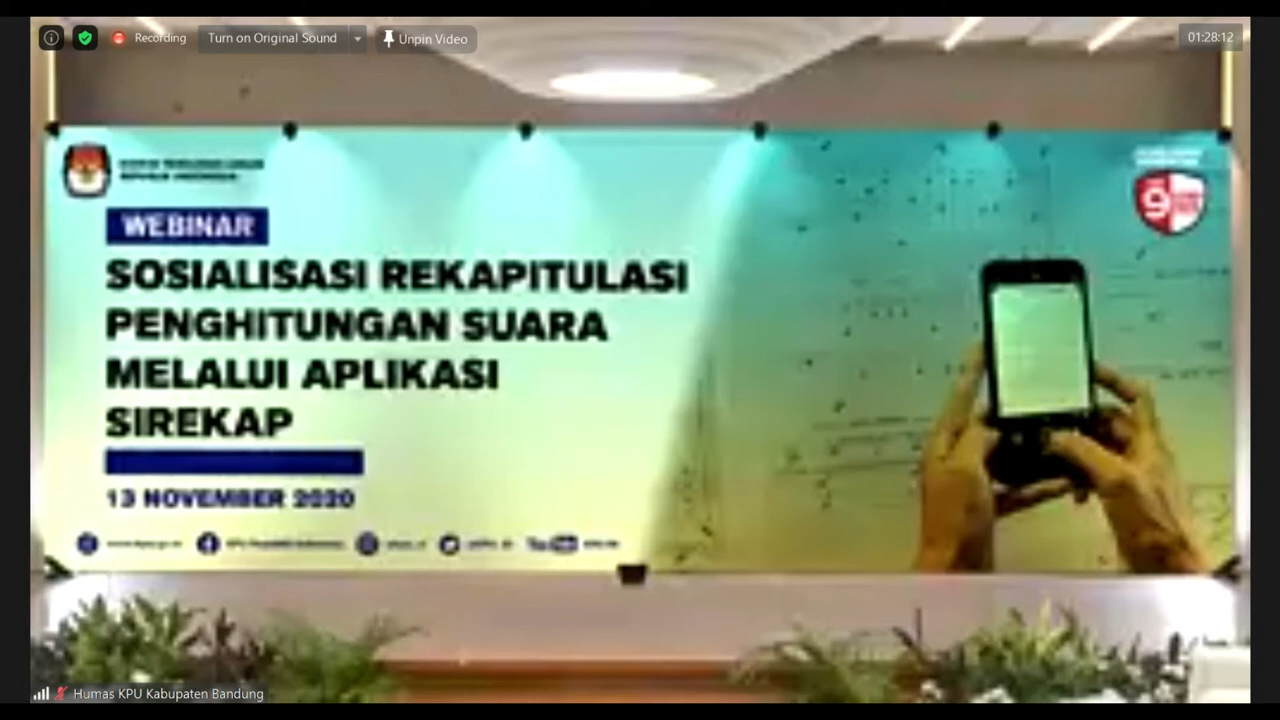 Recording
Turn on Original Sound
Unpin Video
01:28:12
WEBINAR
SOSIALISASI REKAPITULASI
PENGHITUNGAN SUARA
MELALUI APLIKASI
SIREKAP
13 NOVEMBER 2020
9
Humas KPU Kabupaten Bandung